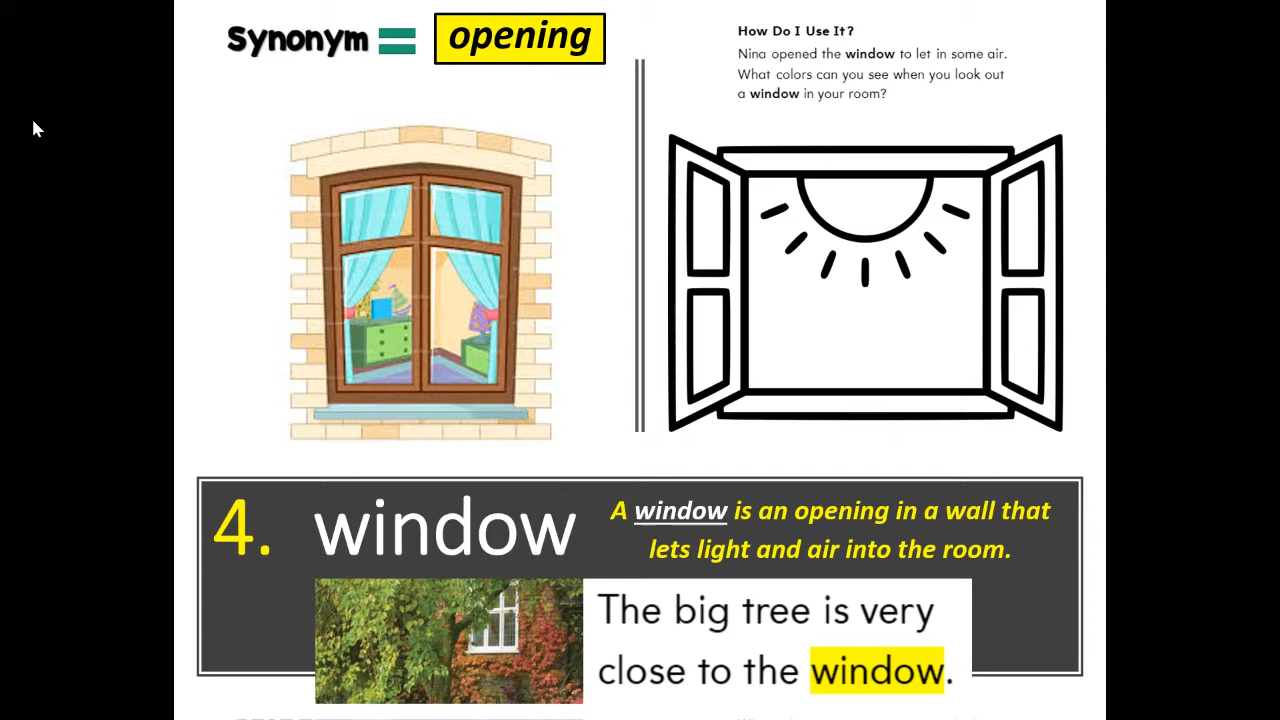 Synonym = opening
How Do I Use It?
Nina opened the window to let in some air.
What colors can you see when you look out
a window in your room?
4. window
A window is an opening in a wall that
lets light and air into the room.
The big tree is very
close to the window.